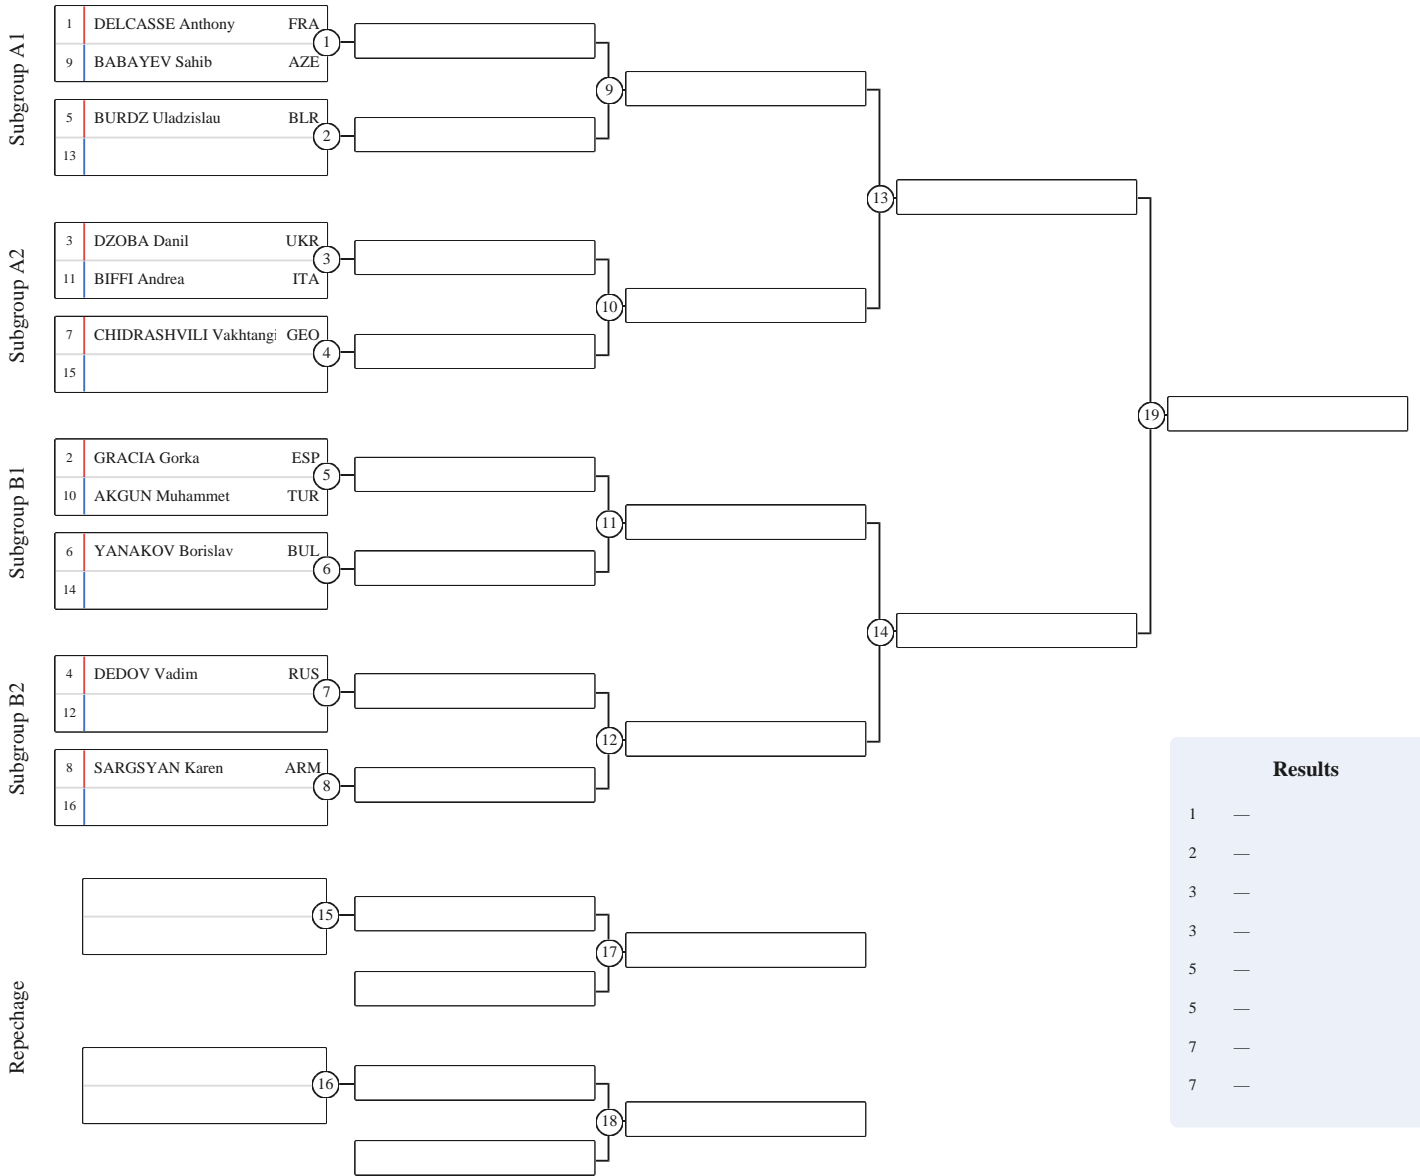 Subgroup A1
1 DELCASSE Anthony FRA
9 BABAYEV Sahib AZE
1
5 BURDZ Uladzislau BLR
13
2
9
Subgroup A2
3 DZOBA Danil UKR
11 BIFFI Andrea ITA
3
7 CHIDRASHVILI Vakhtangi GEO
15
4
10
13
Subgroup B1
2 GRACIA Gorka ESP
10 AKGUN Muhammet TUR
5
6 YANAKOV Borislav BUL
14
6
11
Subgroup B2
4 DEDOV Vadim RUS
12
7
8 SARGSYAN Karen ARM
16
8
12
14
19
Repechage
15
17
16
18
Results
1 —
2 —
3 —
3 —
5 —
5 —
7 —
7 —